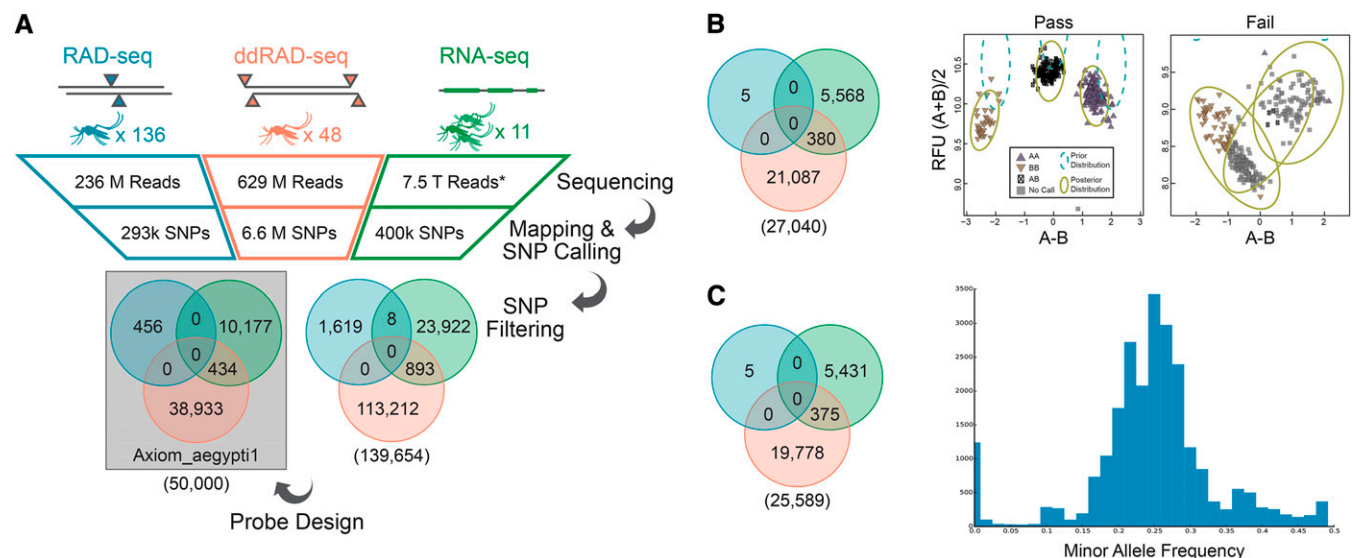 A
RAD-seq
ddRAD-seq
RNA-seq
x 136
x 48
x 11
236 M Reads
629 M Reads
7.5 T Reads*
Sequencing
293k SNPs
6.6 M SNPs
400k SNPs
Mapping &
SNP Calling
SNP
Filtering
456
0
10,177
0
0
434
38,933
Axiom_aegypti1
(50,000)
1,619
8
23,922
0
0
893
113,212
(139,654)
Probe Design
B
5
0
5,568
0
0
380
21,087
(27,040)
Pass
RFU (A+B)/2
10.5
10.0
9.5
9.0
AA
BB
AB
No Call
Prior
Distribution
Posterior
Distribution
−2
−1
0
1
2
3
A-B
Fail
9.5
9.0
8.5
8.0
−2
−1
0
1
2
A-B
C
5
0
5,431
0
0
375
19,778
(25,589)
3500
3000
2500
2000
1500
1000
500
0
0
0.05
0.1
0.15
0.2
0.25
0.3
0.35
0.4
0.45
0.5
Minor Allele Frequency